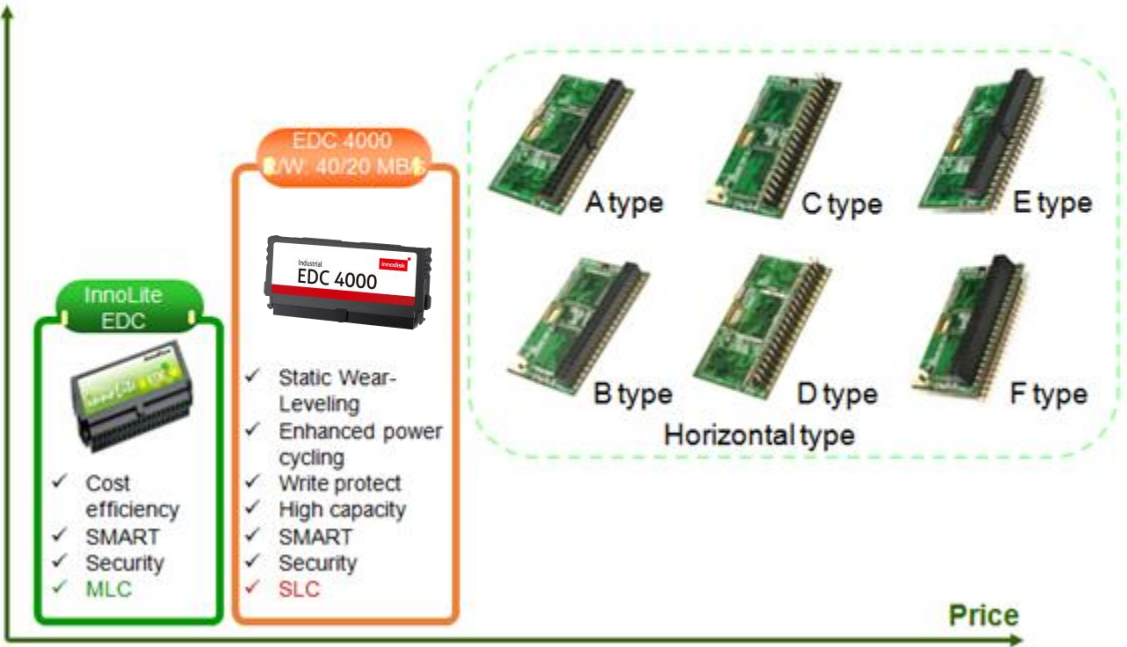 InnoLite
EDC
Cost
efficiency
SMART
Security
MLC
EDC 4000
R/W: 40/20 MB/S
Industrial
innodisk
EDC 4000
Static Wear-
Leveling
Enhanced power
cycling
Write protect
High capacity
SMART
Security
SLC
A type
C type
E type
B type
D type
F type
Horizontal type
Price